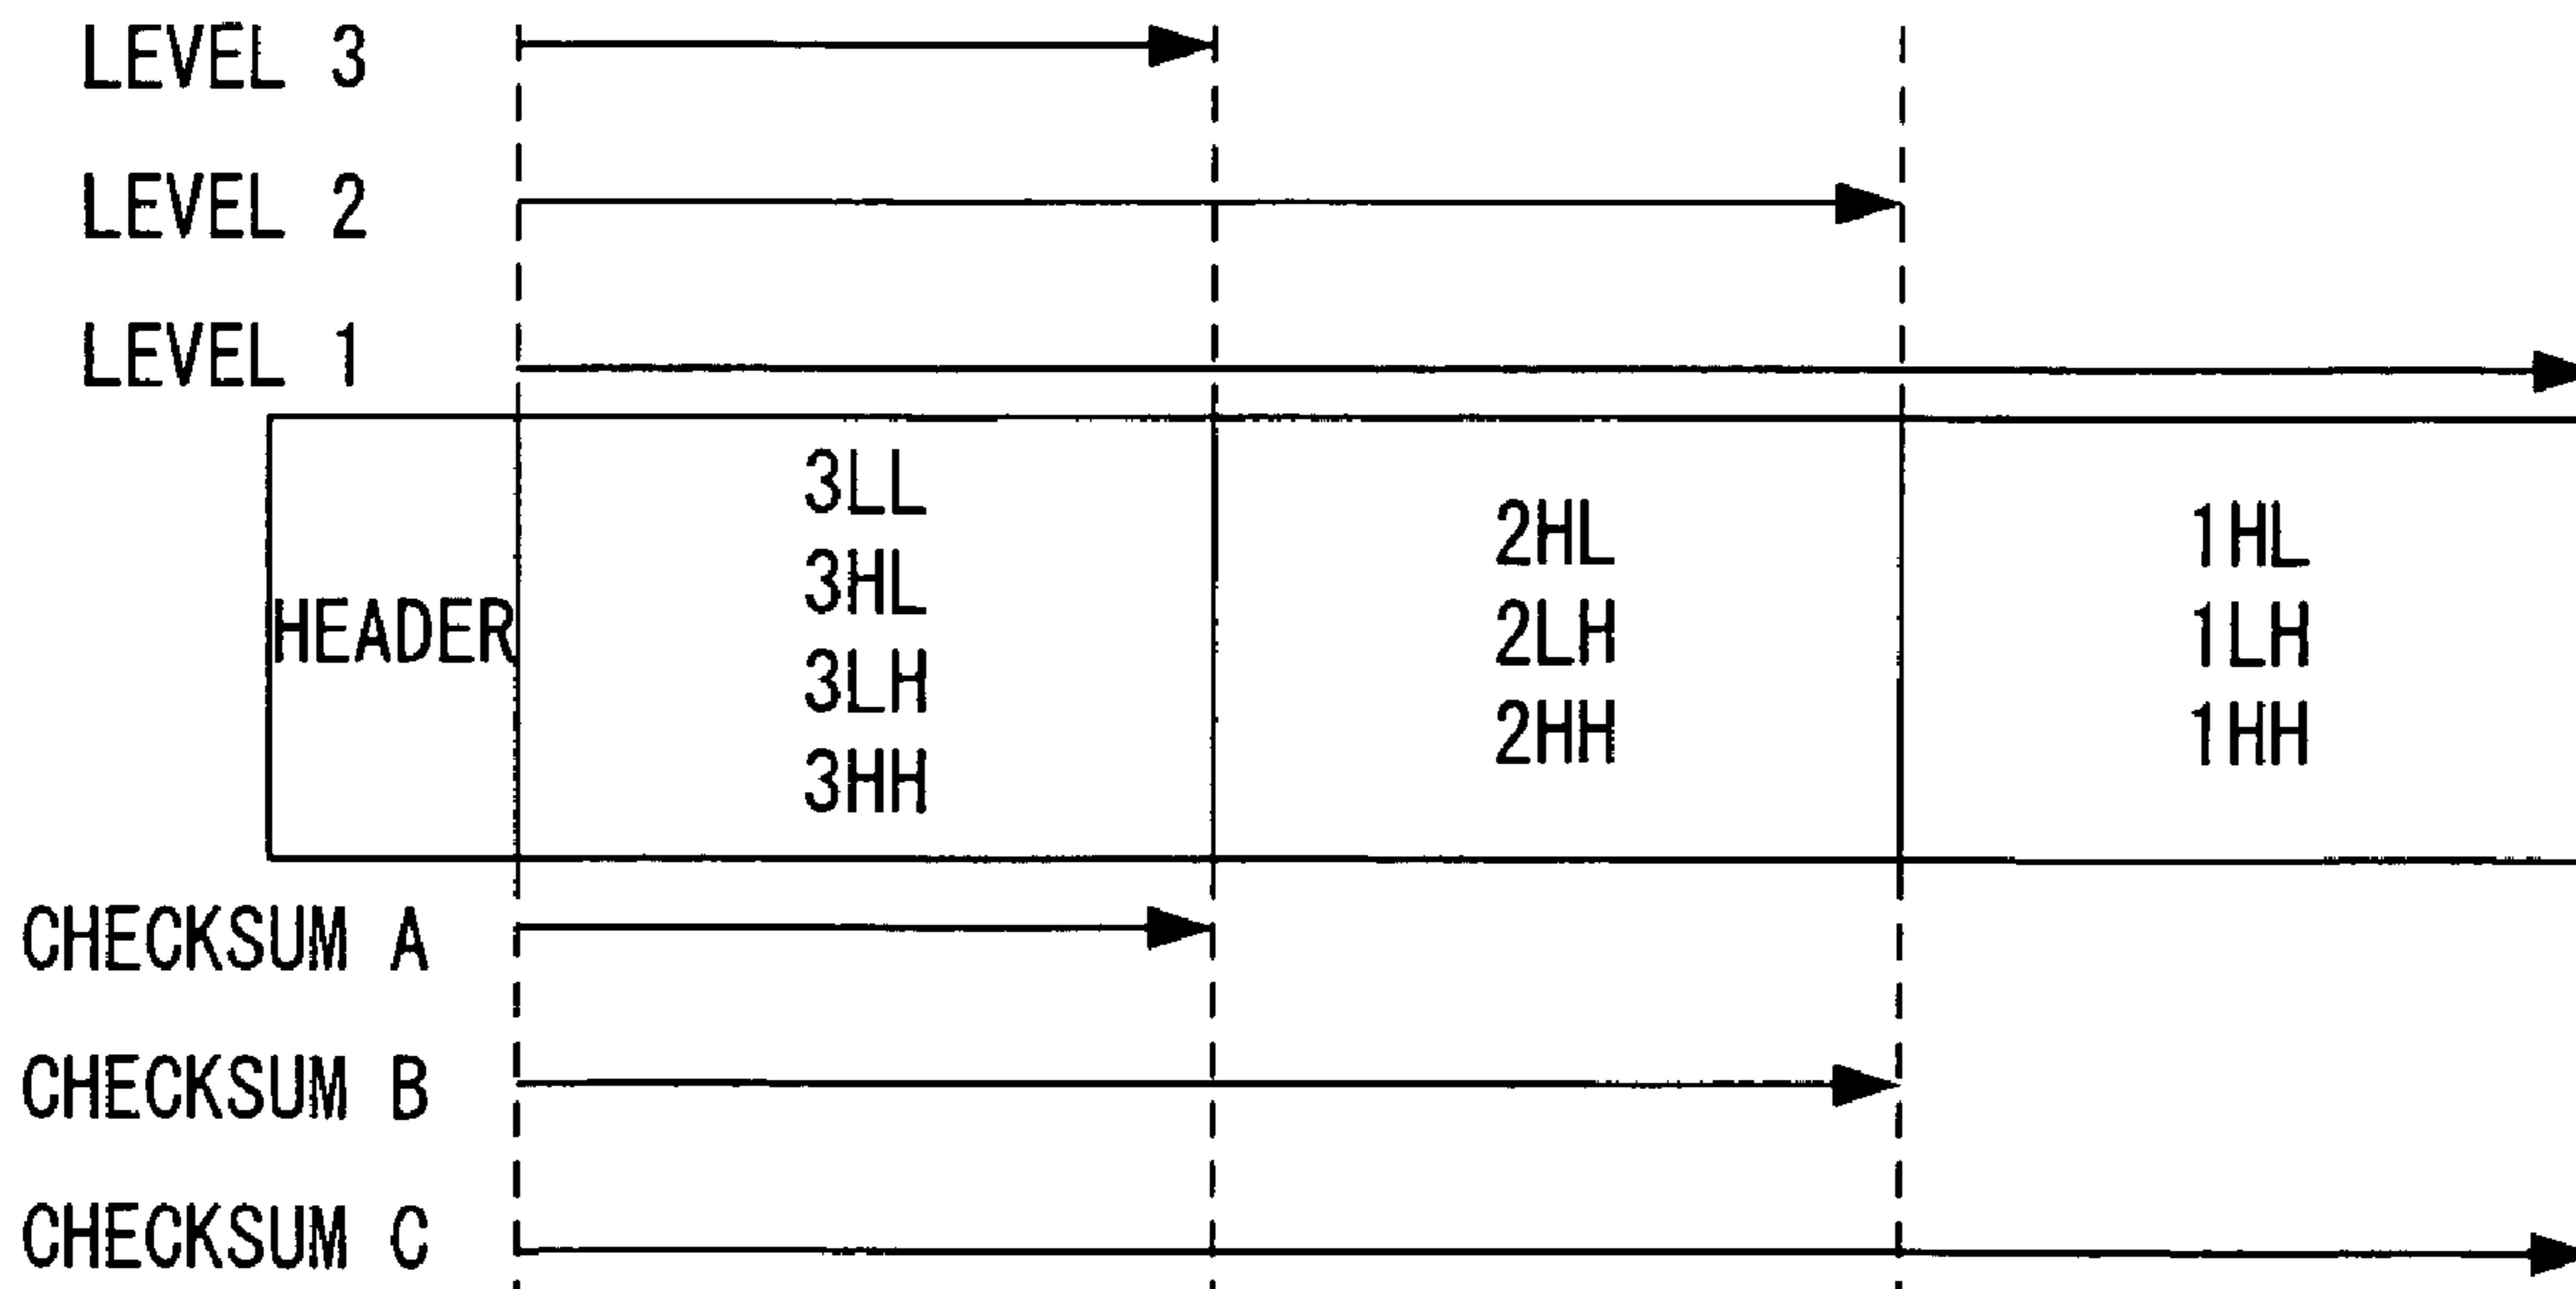 LEVEL 3
LEVEL 2
LEVEL 1
HEADER
3LL
3HL
3LH
3HH
2HL
2LH
2HH
1HL
1LH
1HH
CHECKSUM A
CHECKSUM B
CHECKSUM C